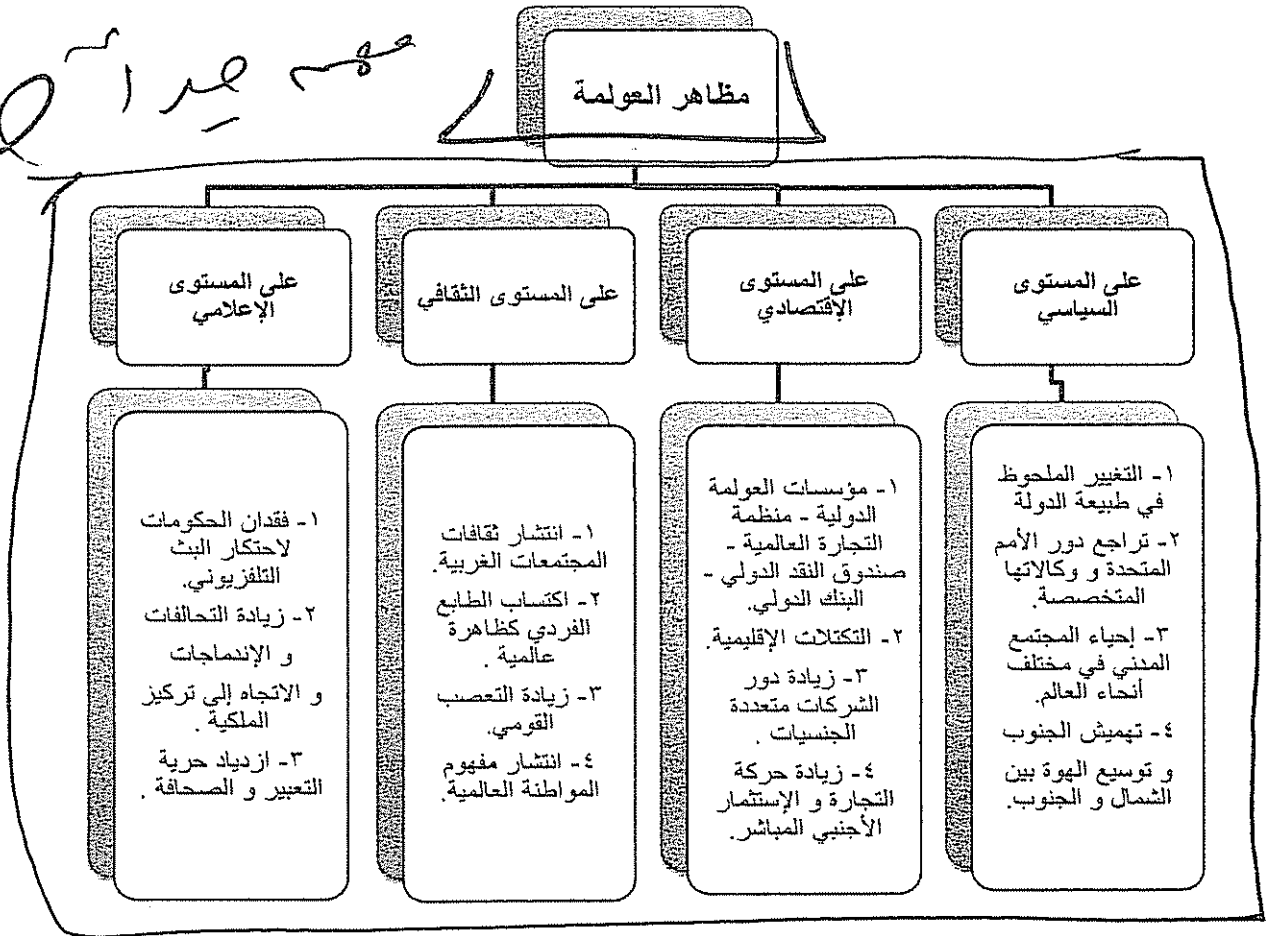 مهم جداً
مظاهر العولمة
على المستوى
السياسي
على المستوى
الإقتصادي
على المستوى الثقافي
على المستوى
الإعلامي
١- التغيير الملحوظ
في طبيعة الدولة
٢- تراجع دور الأمم
المتحدة و وكالاتها
المتخصصة.
٣- إحياء المجتمع
المدني في مختلف
أنحاء العالم.
٤- تهميش الجنوب
و توسيع الهوة بين
الشمال و الجنوب.
١- مؤسسات العولمة
الدولية - منظمة
التجارة العالمية -
صندوق النقد الدولي -
البنك الدولي.
٢- التكتلات الإقليمية.
٣- زيادة دور
الشركات متعددة
الجنسيات .
٤- زيادة حركة
التجارة و الإستثمار
الأجنبي المباشر.
١- انتشار ثقافات
المجتمعات الغربية.
٢- اكتساب الطابع
الفردي كظاهرة
عالمية .
٣- زيادة التعصب
القومي.
٤- انتشار مفهوم
المواطنة العالمية.
١- فقدان الحكومات
لاحتكار البث
التلفزيوني.
٢- زيادة التحالفات
و الإندماجات
و الاتجاه إلى تركيز
الملكية .
٣- ازدياد حرية
التعبير و الصحافة .